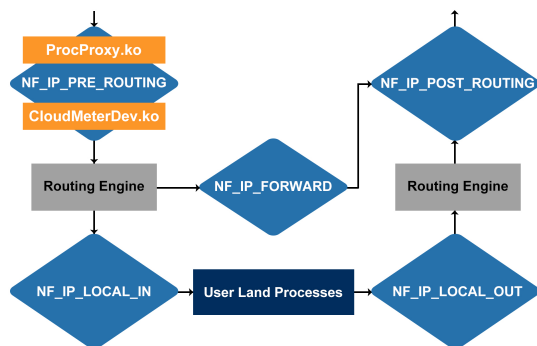 ProcProxy.ko
NF_IP_PRE_ROUTING
NF_IP_POST_ROUTING
CloudMeterDev.ko
Routing Engine
NF_IP_FORWARD
Routing Engine
NF_IP_LOCAL_IN
User Land Processes
NF_IP_LOCAL_OUT